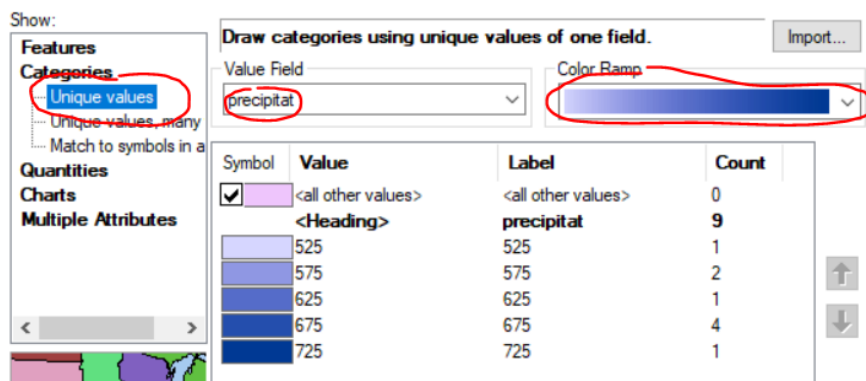 Show:
Features
Categories
Unique values
Unique values, many
Match to symbols in a
Quantities
Charts
Multiple Attributes
Draw categories using unique values of one field.
Import...
Value Field
precipitat
Color Ramp
Symbol Value Label Count
<all other values> <all other values> 0
<Heading> precipitat 9
525 525 1
575 575 2
625 625 1
675 675 4
725 725 1